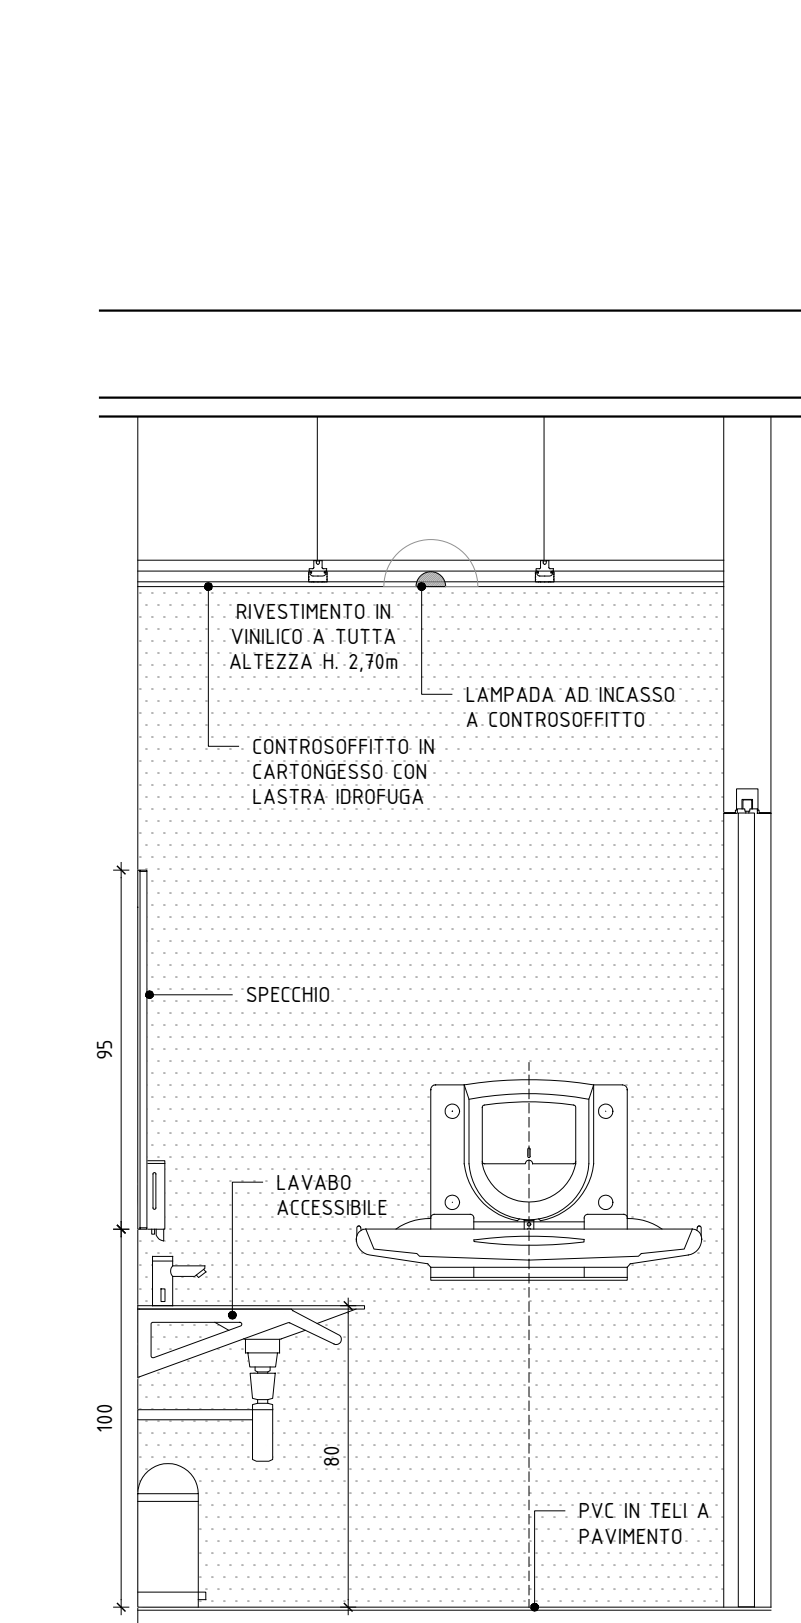 RIVESTIMENTO IN
VINILICO A TUTTA
ALTEZZA H. 2,70m
LAMPADA AD INCASSO
A CONTROSOFFITTO
CONTROSOFFITTO IN
CARTONGESSO CON
LASTRA IDROFUGA
SPECCHIO
95
LAVABO
ACCESSIBILE
100
80
PVC IN TELI A
PAVIMENTO